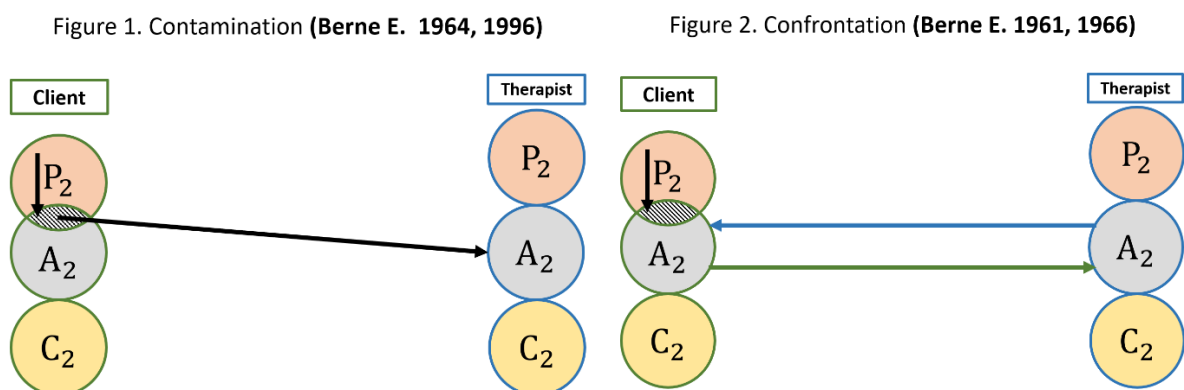 Figure 1. Contamination (Berne E. 1964, 1996)
Client
Therapist
P₂
P₂
A₂
A₂
C₂
C₂
Figure 2. Confrontation (Berne E. 1961, 1966)
Client
Therapist
P₂
P₂
A₂
A₂
C₂
C₂